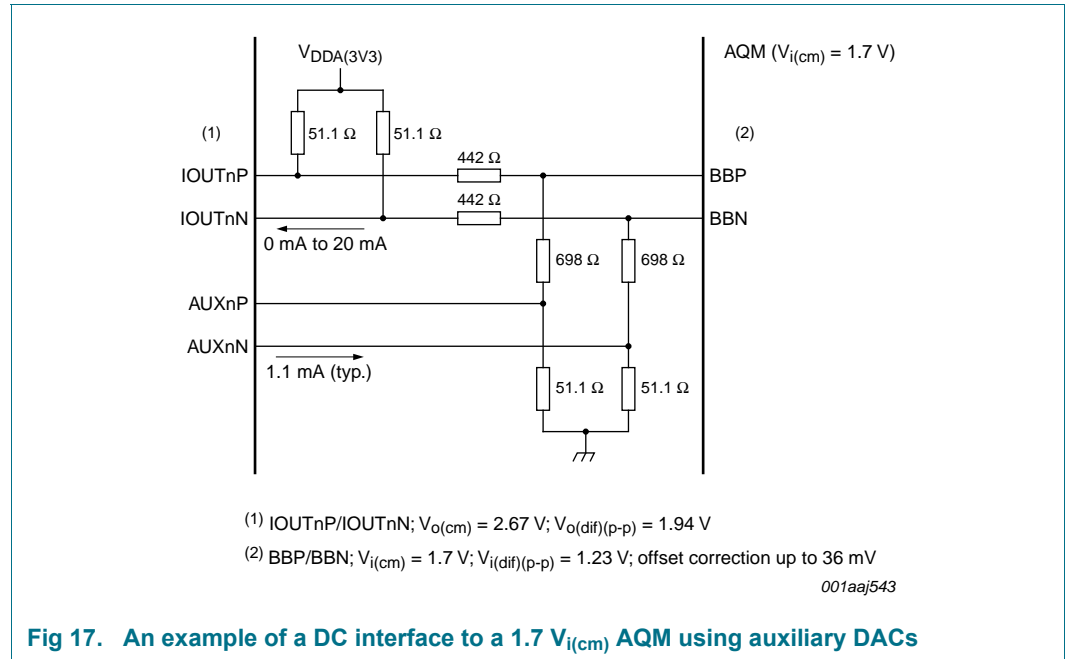 VDDA(3V3)
AQM (Vi(cm) = 1.7 V)
(1)
51.1 Ω
51.1 Ω
(2)
442 Ω
IOUTnP
BBP
442 Ω
IOUTnN
BBN
0 mA to 20 mA
698 Ω
698 Ω
AUXnP
AUXnN
1.1 mA (typ.)
51.1 Ω
51.1 Ω
(1) IOUTnP/IOUTnN; Vo(cm) = 2.67 V; Vo(dif)(p-p) = 1.94 V
(2) BBP/BBN; Vi(cm) = 1.7 V; Vi(dif)(p-p) = 1.23 V; offset correction up to 36 mV
001aaj543
Fig 17. An example of a DC interface to a 1.7 Vi(cm) AQM using auxiliary DACs